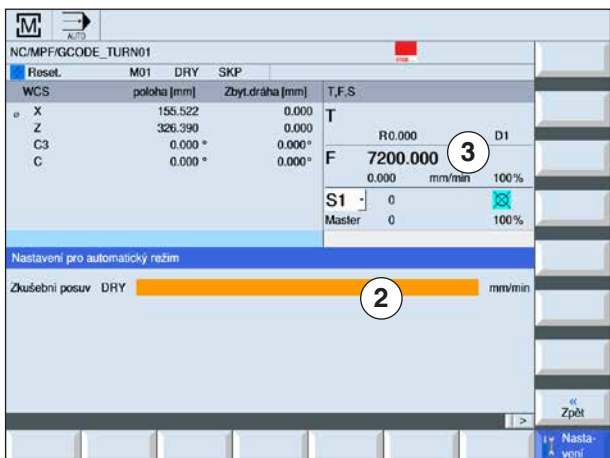 M AUTO
NC/MPF/GCODE_TURN01
Reset. M01 DRY SKP
WCS poloha [mm] Zbyt.dráha [mm] T,F,S
X 155.522 0.000 T
Z 326.390 0.000 R0.000 D1
C3 0.000 ° 0.000° F 7200.000 3
C 0.000 ° 0.000° 0.000 mm/min 100%
S1 0
Master 0 100%
Nastavení pro automatický režim
Zkušební posuv DRY 2 mm/min
>
« Zpět
Nasta-
vení